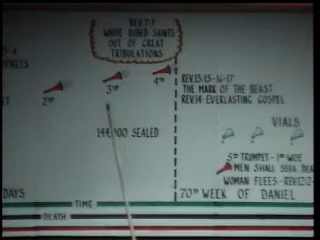 REV. 7-9
WHITE ROBED SAINTS
OUT OF GREAT
TRIBULATIONS
2ND
3RD
4TH
144,000 SEALED
REV.13:15-16-17
THE MARK OF THE BEAST
REV.14-EVERLASTING GOSPEL
VIALS
5TH TRUMPET-1ST WOE
MEN SHALL SEEK DEA
WOMAN FLEES-REV.12:2-
70TH WEEK OF DANIEL
DAYS
TIME
DEATH